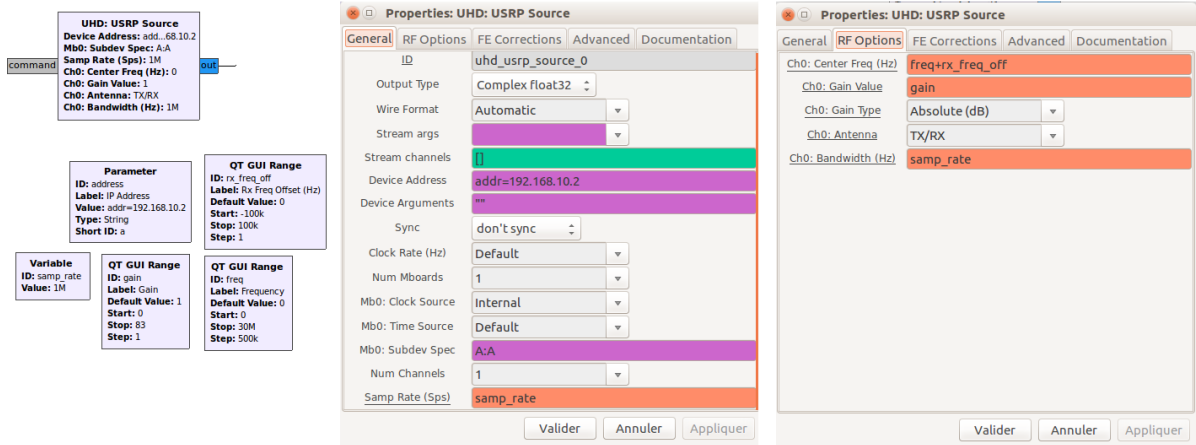 UHD: USRP Source
Device Address: add...68.10.2
Mb0: Subdev Spec: A:A
Samp Rate (Sps): 1M
Ch0: Center Freq (Hz): 0
Ch0: Gain Value: 1
Ch0: Antenna: TX/RX
Ch0: Bandwidth (Hz): 1M
command
out
Parameter
ID: address
Label: IP Address
Value: addr=192.168.10.2
Type: String
Short ID: a
QT GUI Range
ID: rx_freq_off
Label: Rx Freq Offset (Hz)
Default Value: 0
Start: -100k
Stop: 100k
Step: 1
Variable
ID: samp_rate
Value: 1M
QT GUI Range
ID: gain
Label: Gain
Default Value: 1
Start: 0
Stop: 83
Step: 1
QT GUI Range
ID: freq
Label: Frequency
Default Value: 0
Start: 0
Stop: 30M
Step: 500k
Properties: UHD: USRP Source
General RF Options FE Corrections Advanced Documentation
ID uhd_usrp_source_0
Output Type Complex float32
Wire Format Automatic
Stream args
Stream channels []
Device Address addr=192.168.10.2
Device Arguments ""
Sync don't sync
Clock Rate (Hz) Default
Num Mboards 1
Mb0: Clock Source Internal
Mb0: Time Source Default
Mb0: Subdev Spec A:A
Num Channels 1
Samp Rate (Sps) samp_rate
Valider Annuler Appliquer
Properties: UHD: USRP Source
General RF Options FE Corrections Advanced Documentation
Ch0: Center Freq (Hz) freq+rx_freq_off
Ch0: Gain Value gain
Ch0: Gain Type Absolute (dB)
Ch0: Antenna TX/RX
Ch0: Bandwidth (Hz) samp_rate
Valider Annuler Appliquer